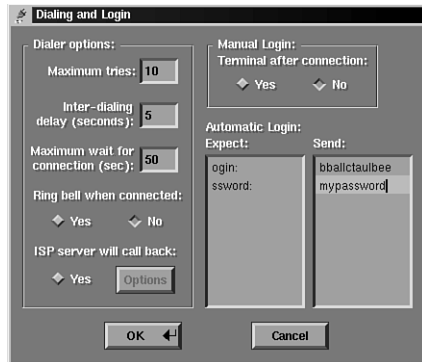 Dialing and Login
Dialer options:
Maximum tries: 10
Inter-dialing
delay (seconds): 5
Maximum wait for
connection (sec): 50
Ring bell when connected:
Yes No
ISP server will call back:
Yes Options
Manual Login:
Terminal after connection:
Yes No
Automatic Login:
Expect: Send:
ogin: bballctaulbee
ssword: mypassword
OK Cancel